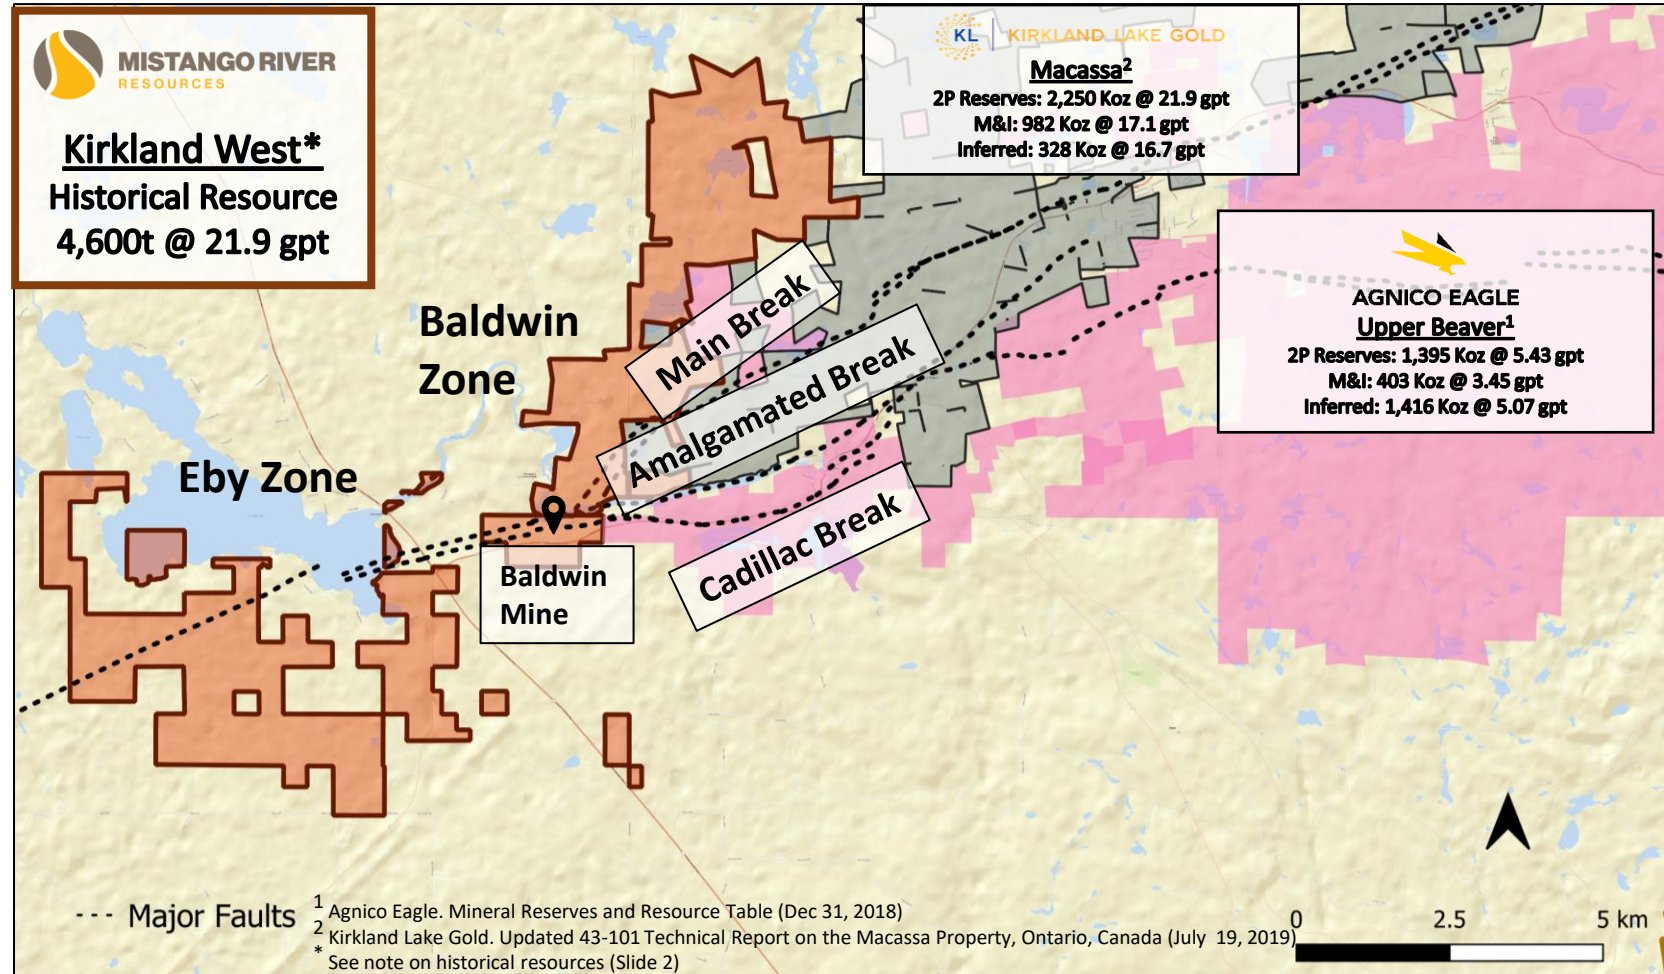 MISTANGO RIVER
RESOURCES
Kirkland West*
Historical Resource
4,600t @ 21.9 gpt
KL | KIRKLAND LAKE GOLD
Macassa2
2P Reserves: 2,250 Koz @ 21.9 gpt
M&I: 982 Koz @ 17.1 gpt
Inferred: 328 Koz @ 16.7 gpt
AGNICO EAGLE
Upper Beaver1
2P Reserves: 1,395 Koz @ 5.43 gpt
M&I: 403 Koz @ 3.45 gpt
Inferred: 1,416 Koz @ 5.07 gpt
Baldwin
Zone
Main Break
Amalgamated Break
Cadillac Break
Eby Zone
Baldwin
Mine
--- Major Faults
1 Agnico Eagle. Mineral Reserves and Resource Table (Dec 31, 2018)
2 Kirkland Lake Gold. Updated 43-101 Technical Report on the Macassa Property, Ontario, Canada (July 19, 2019)
* See note on historical resources (Slide 2)
0 2.5 5 km